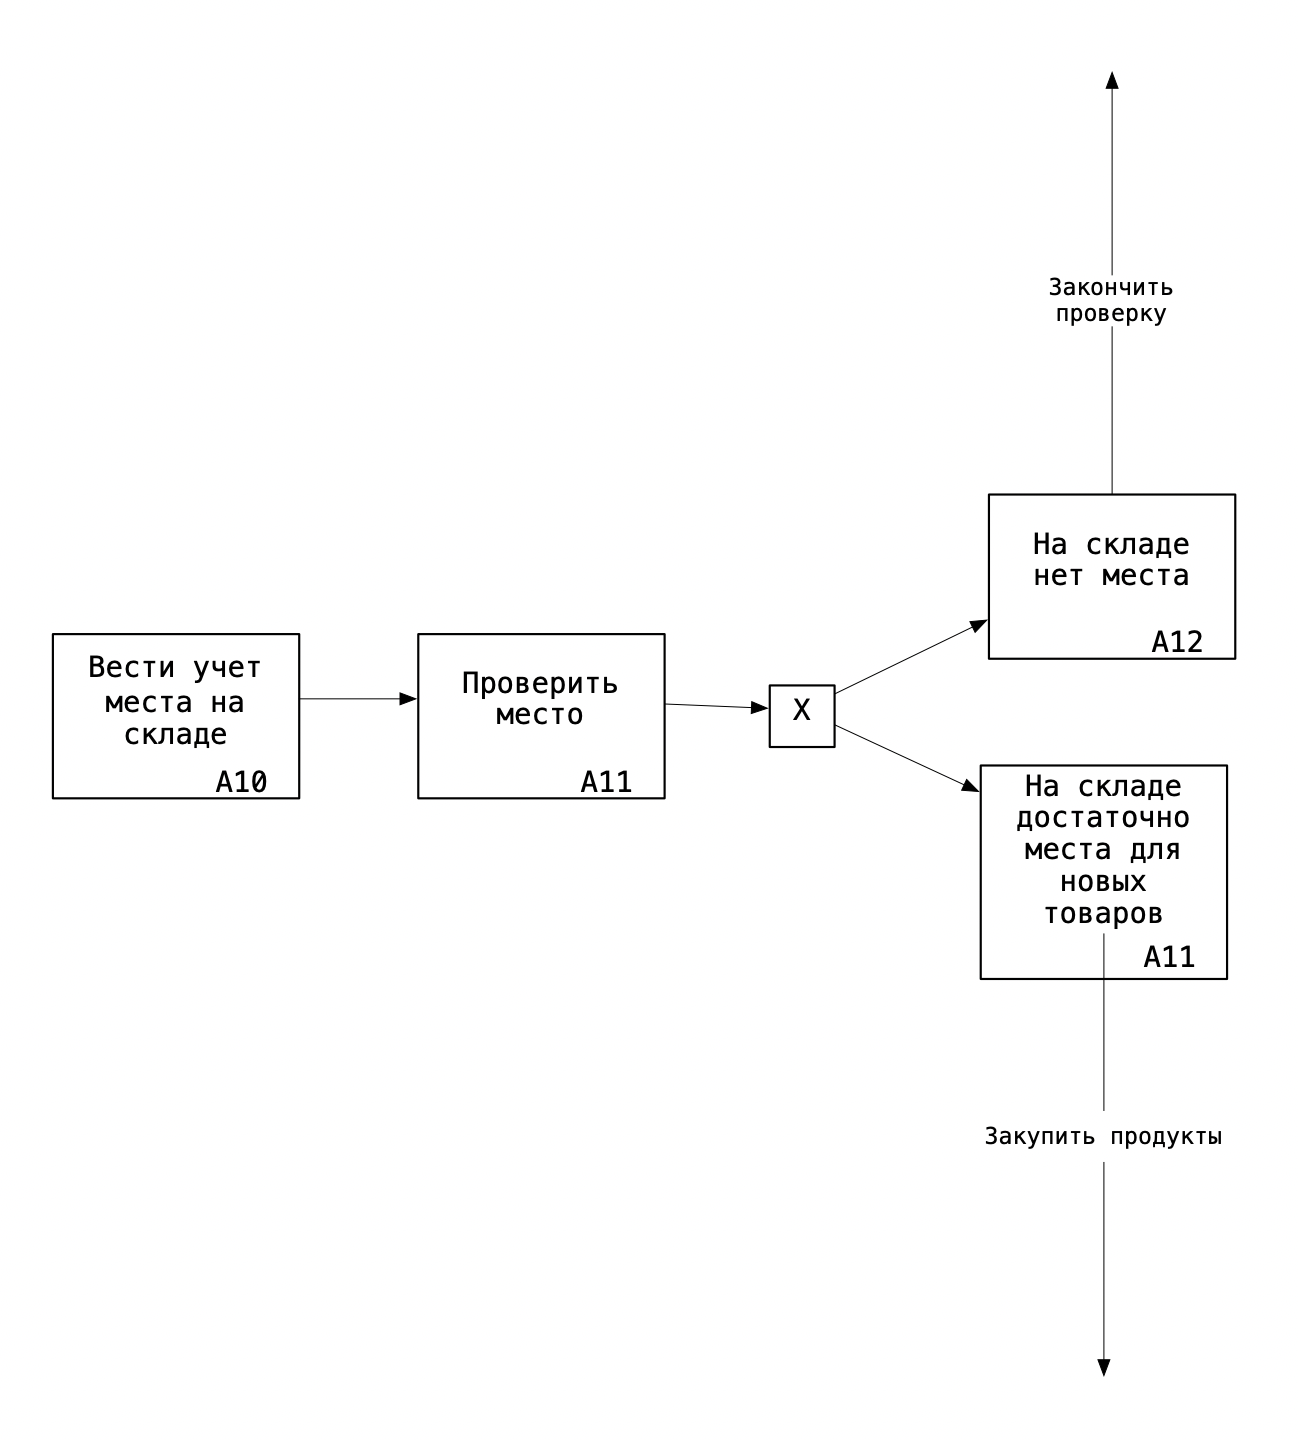 Закончить
проверку
На складе
нет места
А12
Вести учет
места на
складе
А10
Проверить
место
А11
X
На складе
достаточно
места для
новых
товаров
А11
Закупить продукты